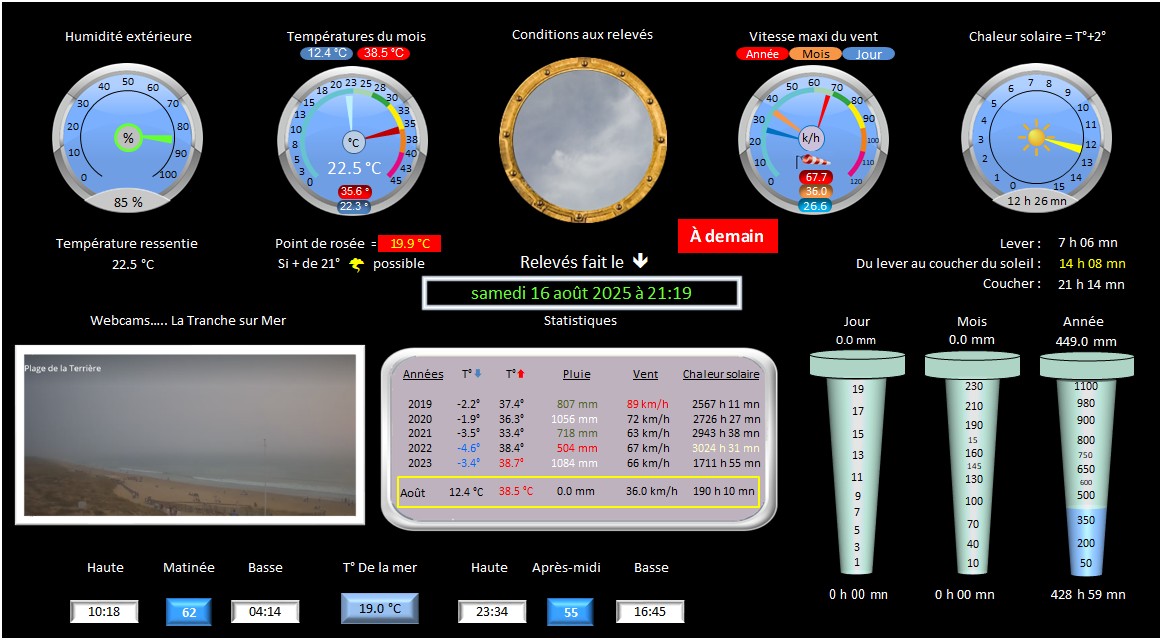 Humidité extérieure
Températures du mois
12.4 °C 38.5 °C
Conditions aux relevés
Vitesse maxi du vent
Année Mois Jour
Chaleur solaire = T°+2°
0 10 20 30 40 50 60 70 80 90 100
%
85 %
0 3 5 8 10 13 15 18 20 23 25 28 30 33 35 38 40 43 45
°C
22.5 °C
35.6 °
22.3 °
0 10 20 30 40 50 60 70 80 90 100 110 120
k/h
67.7
36.0
26.6
0 1 2 3 4 5 6 7 8 9 10 11 12 13 14 15
12 h 26 mn
Température ressentie
22.5 °C
Point de rosée = 19.9 °C
Si + de 21° possible
À demain
Relevés fait le
samedi 16 août 2025 à 21:19
Lever : 7 h 06 mn
Du lever au coucher du soleil : 14 h 08 mn
Coucher : 21 h 14 mn
Webcams..... La Tranche sur Mer
Plage de la Terrière
Statistiques
Années T° T° Pluie Vent Chaleur solaire
2019 -2.2° 37.4° 807 mm 89 km/h 2567 h 11 mn
2020 -1.9° 36.3° 1056 mm 72 km/h 2726 h 27 mn
2021 -3.5° 33.4° 718 mm 63 km/h 2943 h 38 mn
2022 -4.6° 38.4° 504 mm 67 km/h 3024 h 31 mn
2023 -3.4° 38.7° 1084 mm 66 km/h 1711 h 55 mn
Août 12.4 °C 38.5 °C 0.0 mm 36.0 km/h 190 h 10 mn
Jour
0.0 mm
19
17
15
13
11
9
7
5
3
1
0 h 00 mn
Mois
0.0 mm
230
210
190
15
160
145
130
100
70
40
10
0 h 00 mn
Année
449.0 mm
1100
980
900
800
750
650
600
500
350
200
50
428 h 59 mn
Haute Matinée Basse
10:18 62 04:14
T° De la mer
19.0 °C
Haute Après-midi Basse
23:34 55 16:45